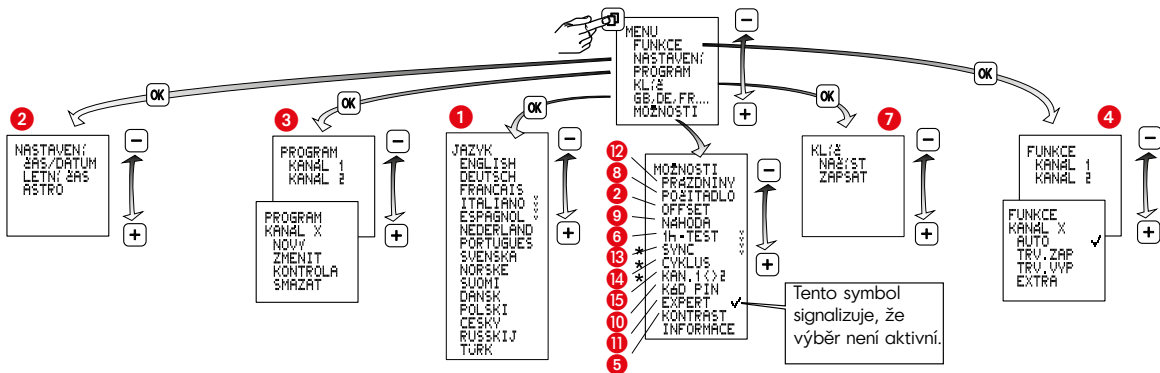 MENU
FUNKCE
NASTAVENÍ
PROGRAM
KLÍČ
GB,DE,FR....
MOŽNOSTI
−
+
OK
OK
OK
OK
OK
2
NASTAVENÍ
ČAS/DATUM
LETNÍ ČAS
ASTRO
−
+
3
PROGRAM
KANÁL 1
KANÁL 2
PROGRAM
KANÁL X
NOVÝ
ZMENIT
KONTROLA
SMAZAT
−
+
1
JAZYK
ENGLISH
DEUTSCH
FRANCAIS
ITALIANO
ESPAGNOL
NEDERLAND
PORTUGUES
SVENSKA
NORSKE
SUOMI
DANSK
POLSKI
CESKY
RUSSKIJ
TÜRK
−
+
MOŽNOSTI
12 PRÁZDNINY
8 POČITADLO
2 OFFSET
9 NÁHODA
6 1h-TEST
13 * SYNC
14 * CYKLUS
15 KAN.1<>2
10 KÓD PIN
11 EXPERT ✓
5 KONTRAST
INFORMACE
−
+
Tento symbol
signalizuje, že
výběr není aktivní.
7
KLÍČ
NAČÍST
ZAPSAT
−
+
4
FUNKCE
KANÁL 1
KANÁL 2
FUNKCE
KANÁL X
AUTO ✓
TRV.ZAP
TRV.VYP
EXTRA
−
+